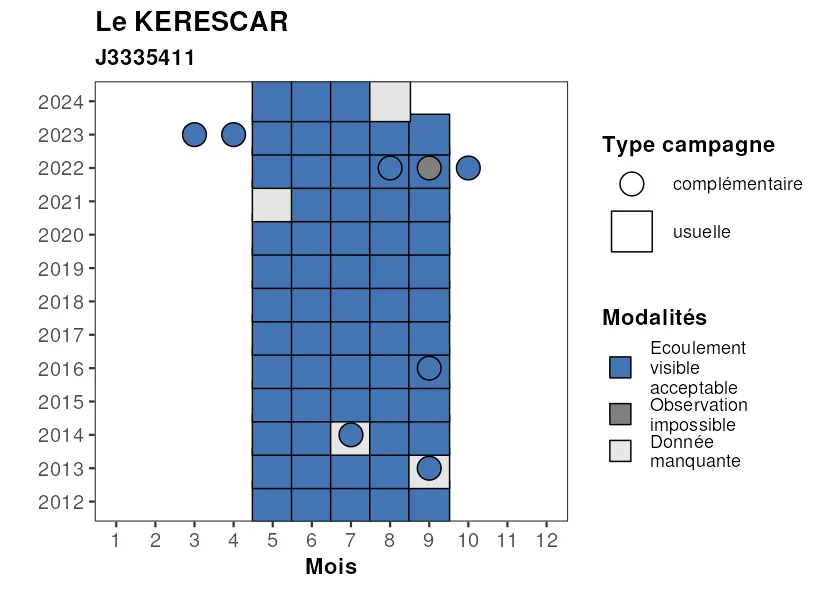 Le KERESCAR
J3335411
2024
2023
2022
2021
2020
2019
2018
2017
2016
2015
2014
2013
2012
1 2 3 4 5 6 7 8 9 10 11 12
Mois
Type campagne
complémentaire
usuelle
Modalités
Ecoulement
visible
acceptable
Observation
impossible
Donnée
manquante